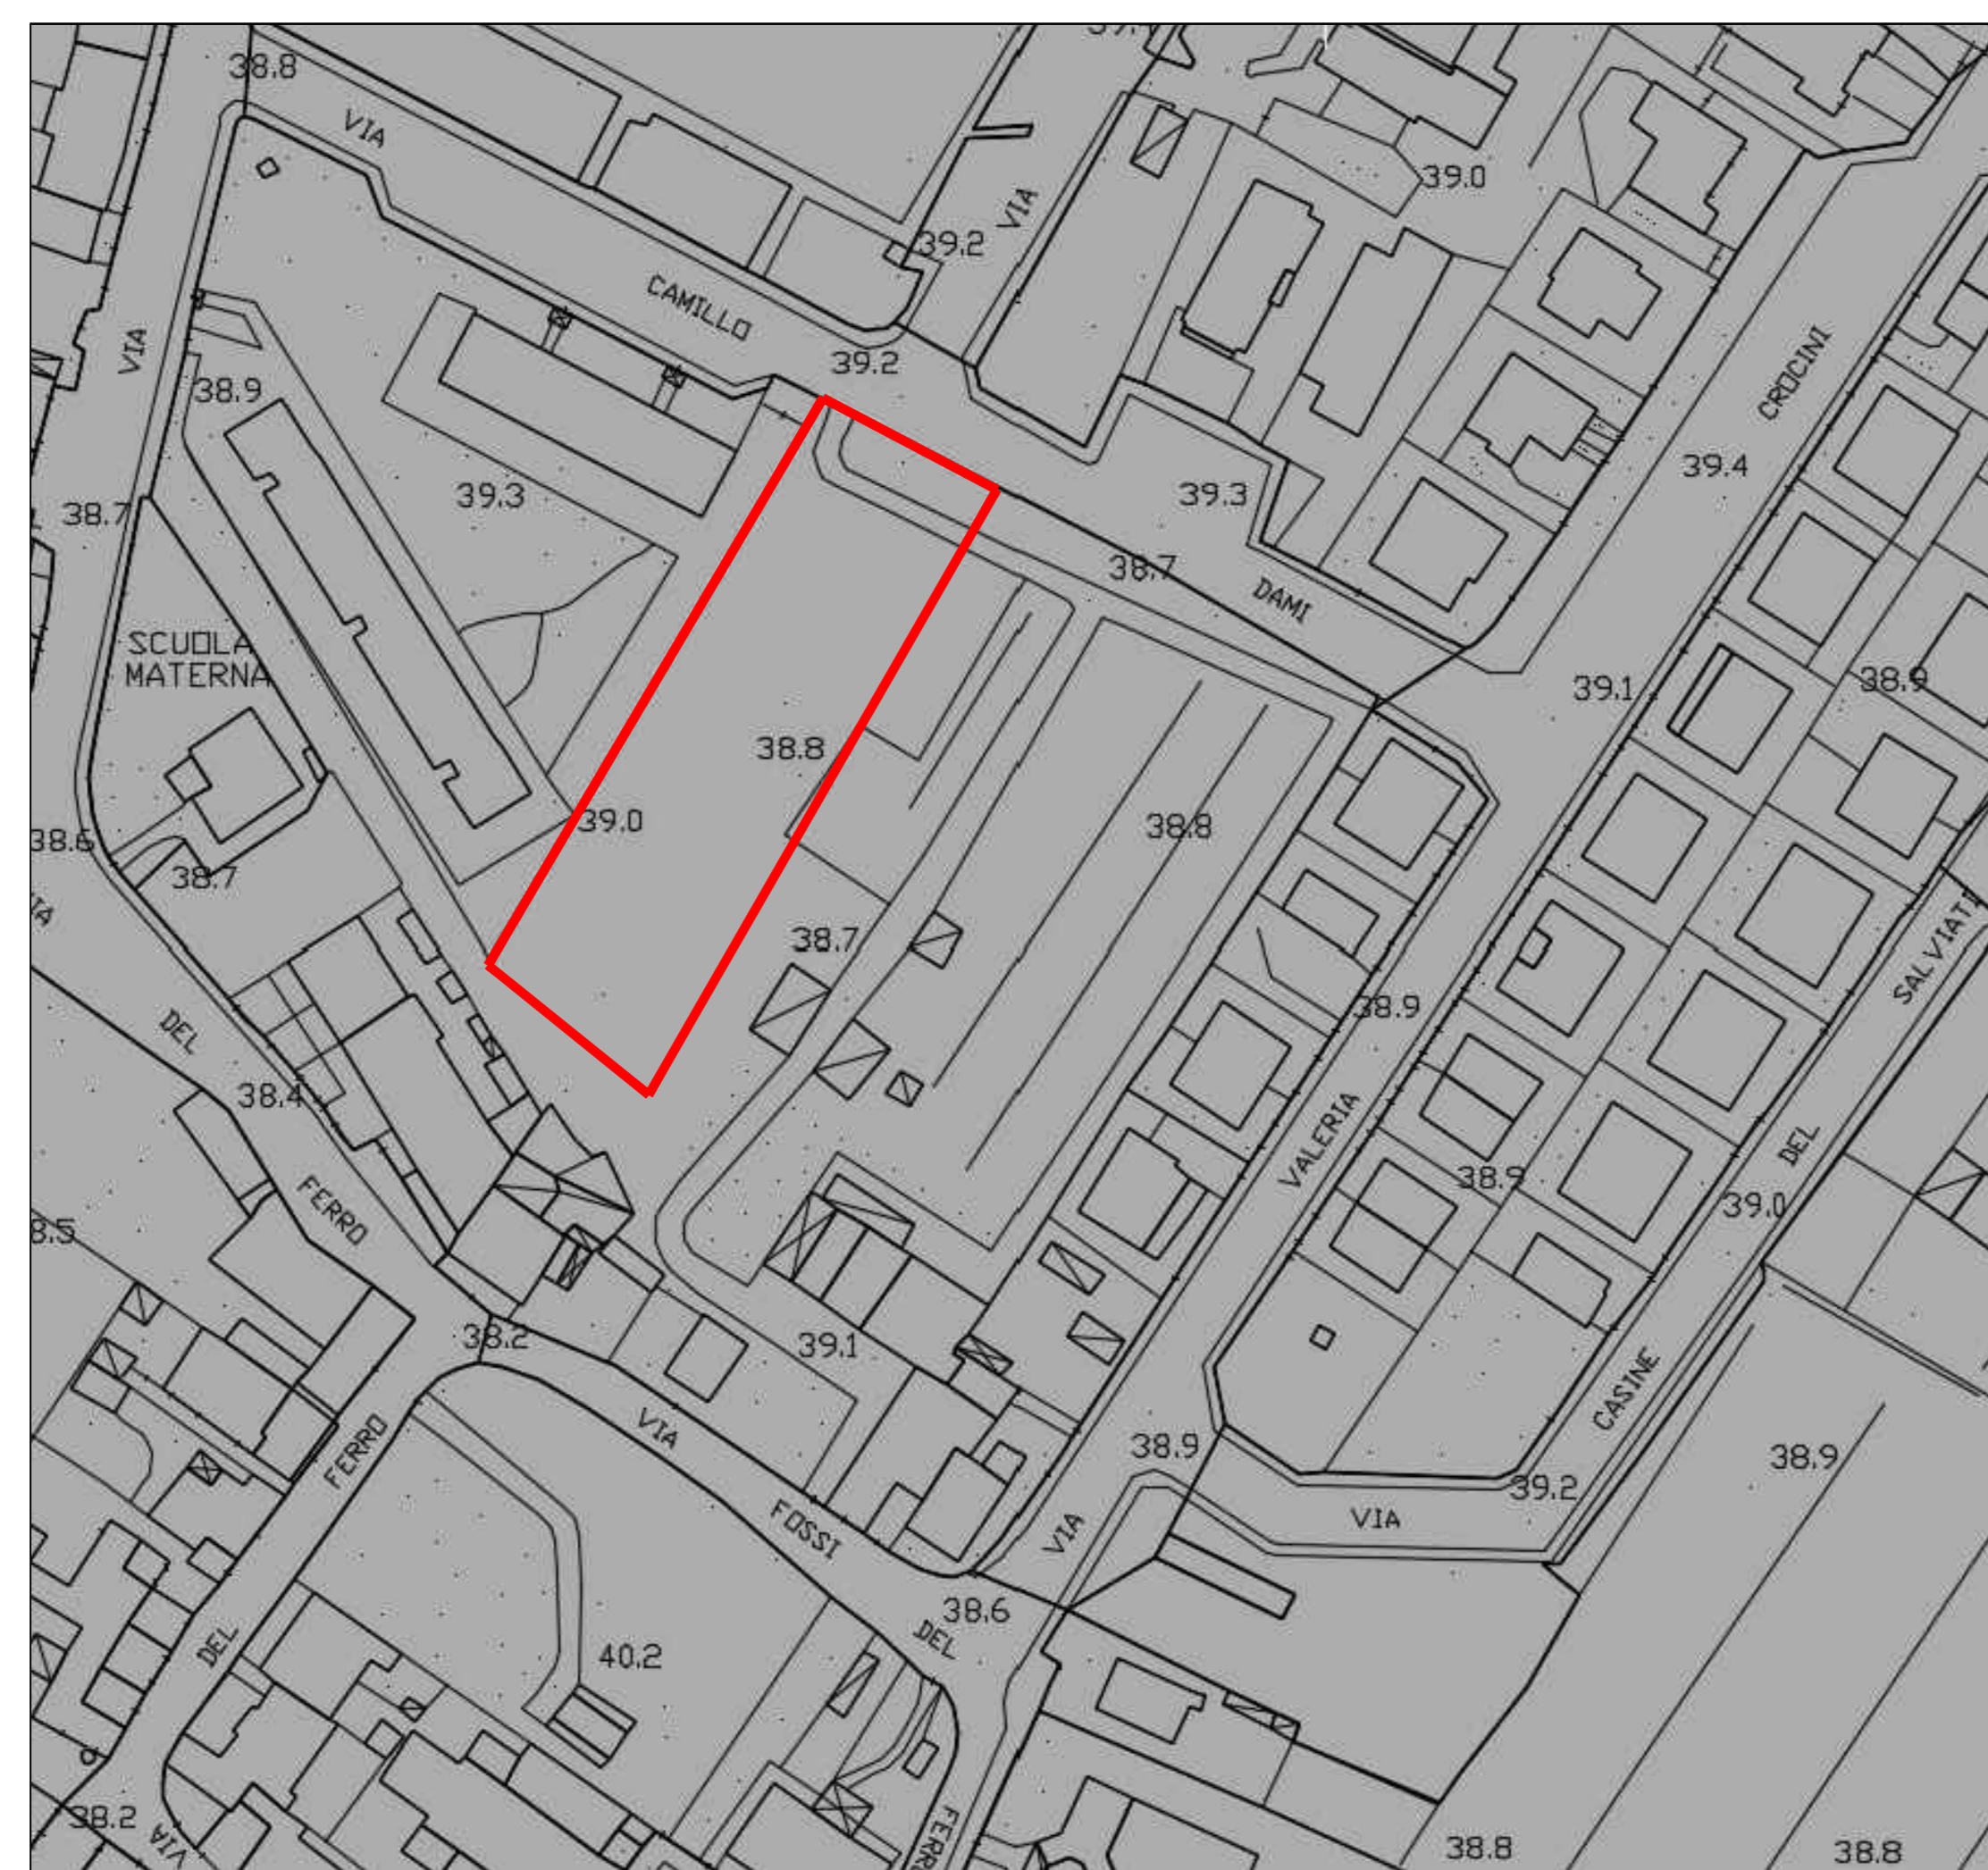 38.8
VIA
39.0
39.2
VIA
CAMILLO
VIA
39.2
CROCINI
38.9
39.4
39.3
39.3
38.7
38.7
DAMI
SCUOLA
MATERNA
39.1
38.9
38.8
39.0
38.8
38.6
38.7
38.7
SALVIATI
38.9
DEL
38.4
VALERIA
DEL
38.9
39.0
FERRO
38.2
39.1
CASINE
VIA
FERRO
38.9
38.9
39.2
FOSSI
VIA
VIA
38.6
DEL
DEL
40.2
38.2
VIA
38.8
38.8